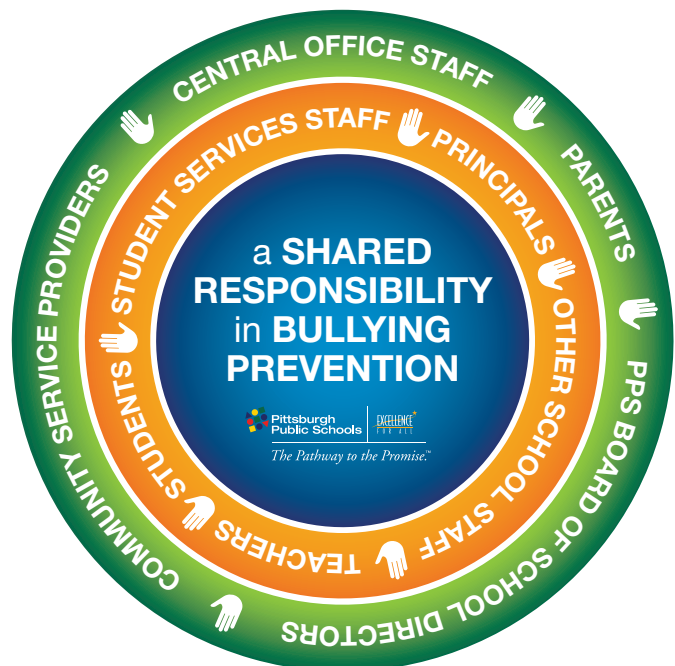 CENTRAL OFFICE STAFF
PARENTS
PPS BOARD OF SCHOOL DIRECTORS
COMMUNITY SERVICE PROVIDERS
STUDENT SERVICES STAFF
PRINCIPALS
OTHER SCHOOL STAFF
TEACHERS
STUDENTS
a SHARED
RESPONSIBILITY
in BULLYING
PREVENTION
Pittsburgh
Public Schools
EXCELLENCE
FOR ALL
The Pathway to the Promise.℠